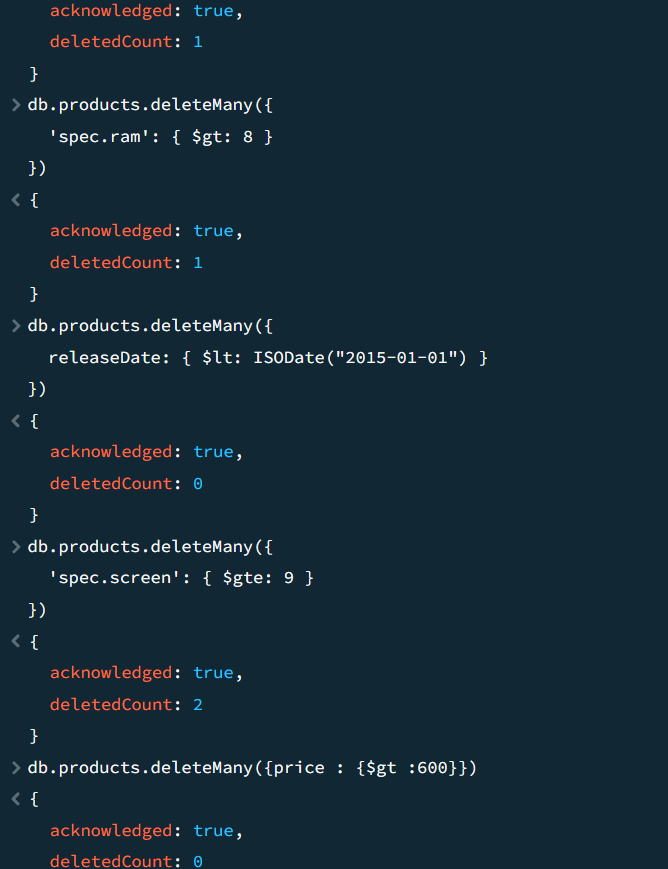 acknowledged: true,
deletedCount: 1
}
> db.products.deleteMany({
'spec.ram': { $gt: 8 }
})
< {
acknowledged: true,
deletedCount: 1
}
> db.products.deleteMany({
releaseDate: { $lt: ISODate("2015-01-01") }
})
< {
acknowledged: true,
deletedCount: 0
}
> db.products.deleteMany({
'spec.screen': { $gte: 9 }
})
< {
acknowledged: true,
deletedCount: 2
}
> db.products.deleteMany({price : {$gt :600}})
< {
acknowledged: true,
deletedCount: 0